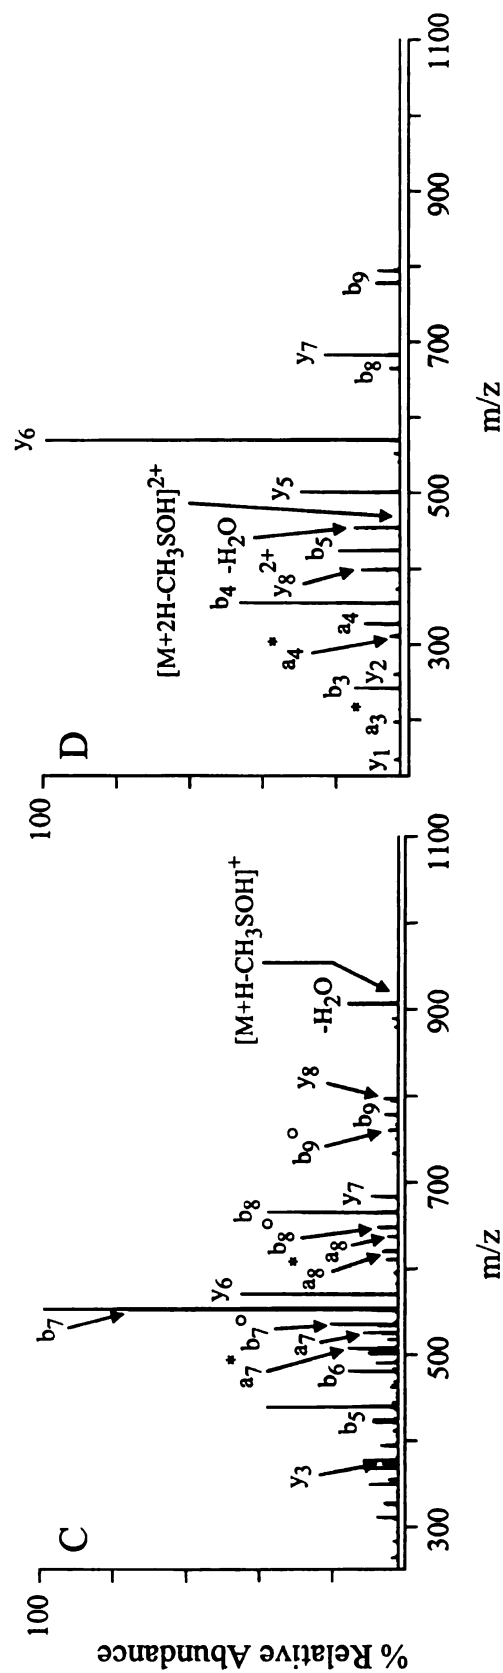 C
% Relative Abundance
100
y3
b5
b6
a7*
a7
b7°
b7
y6
a8*
a8
b8°
b8
y7
b9°
b9
y8
-H2O
[M+H-CH3SOH]+
300
500
700
900
1100
m/z
D
100
y1
a3*
b3
y2
a4*
a4
b4
y8 2+
b5
-H2O
[M+2H-CH3SOH]2+
y5
y6
b8
y7
b9
300
500
700
900
1100
m/z